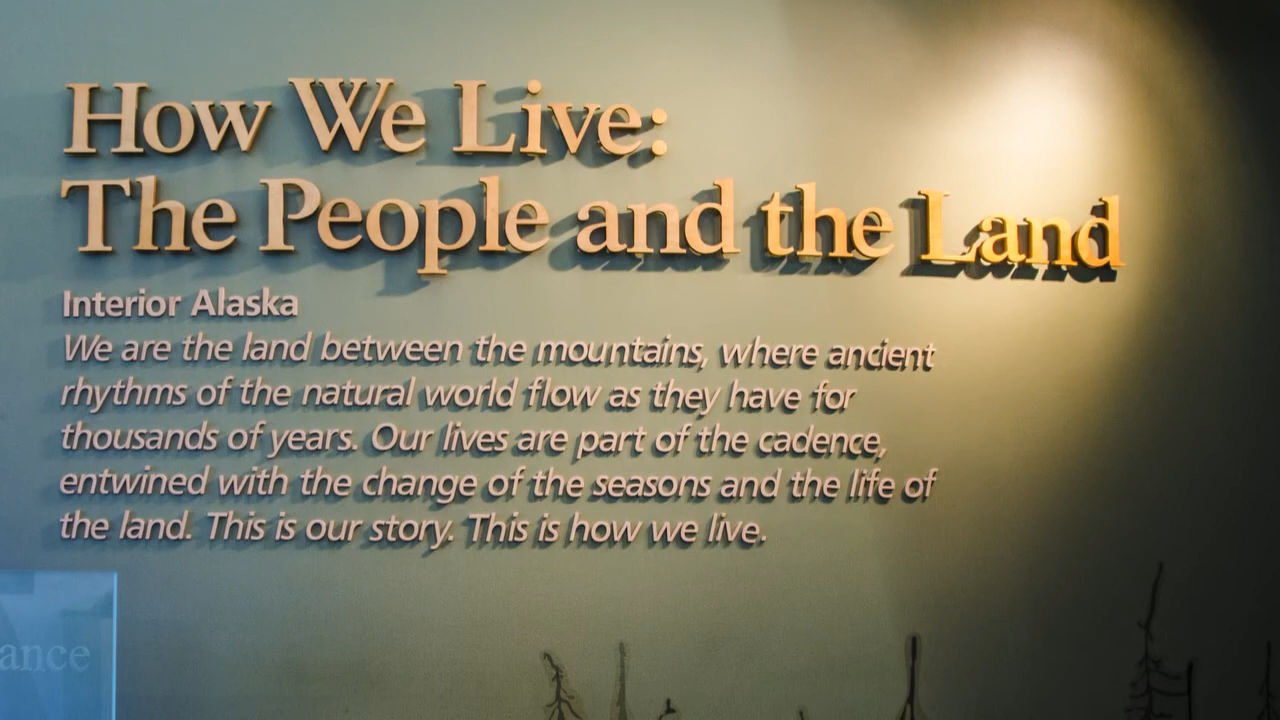 How We Live:
The People and the Land
Interior Alaska
We are the land between the mountains, where ancient
rhythms of the natural world flow as they have for
thousands of years. Our lives are part of the cadence,
entwined with the change of the seasons and the life of
the land. This is our story. This is how we live.
ance